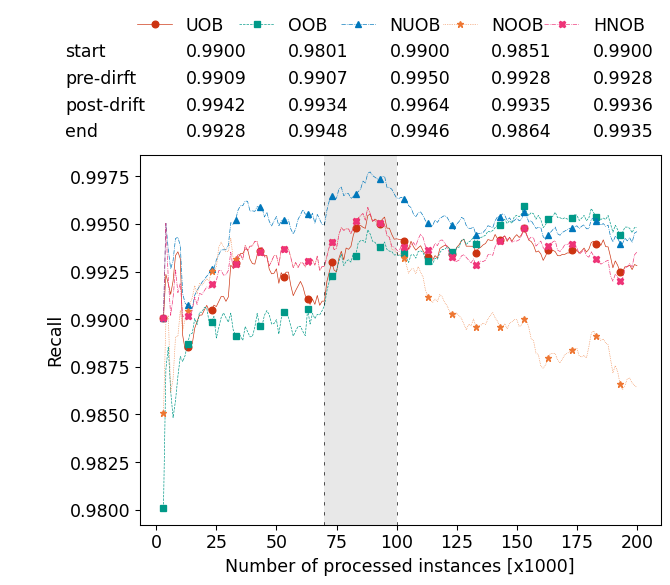 UOB OOB NUOB NOOB HNOB
start 0.9900 0.9801 0.9900 0.9851 0.9900
pre-dirft 0.9909 0.9907 0.9950 0.9928 0.9928
post-drift 0.9942 0.9934 0.9964 0.9935 0.9936
end 0.9928 0.9948 0.9946 0.9864 0.9935
0.9975
0.9950
0.9925
0.9900
0.9875
0.9850
0.9825
0.9800
Recall
0 25 50 75 100 125 150 175 200
Number of processed instances [x1000]